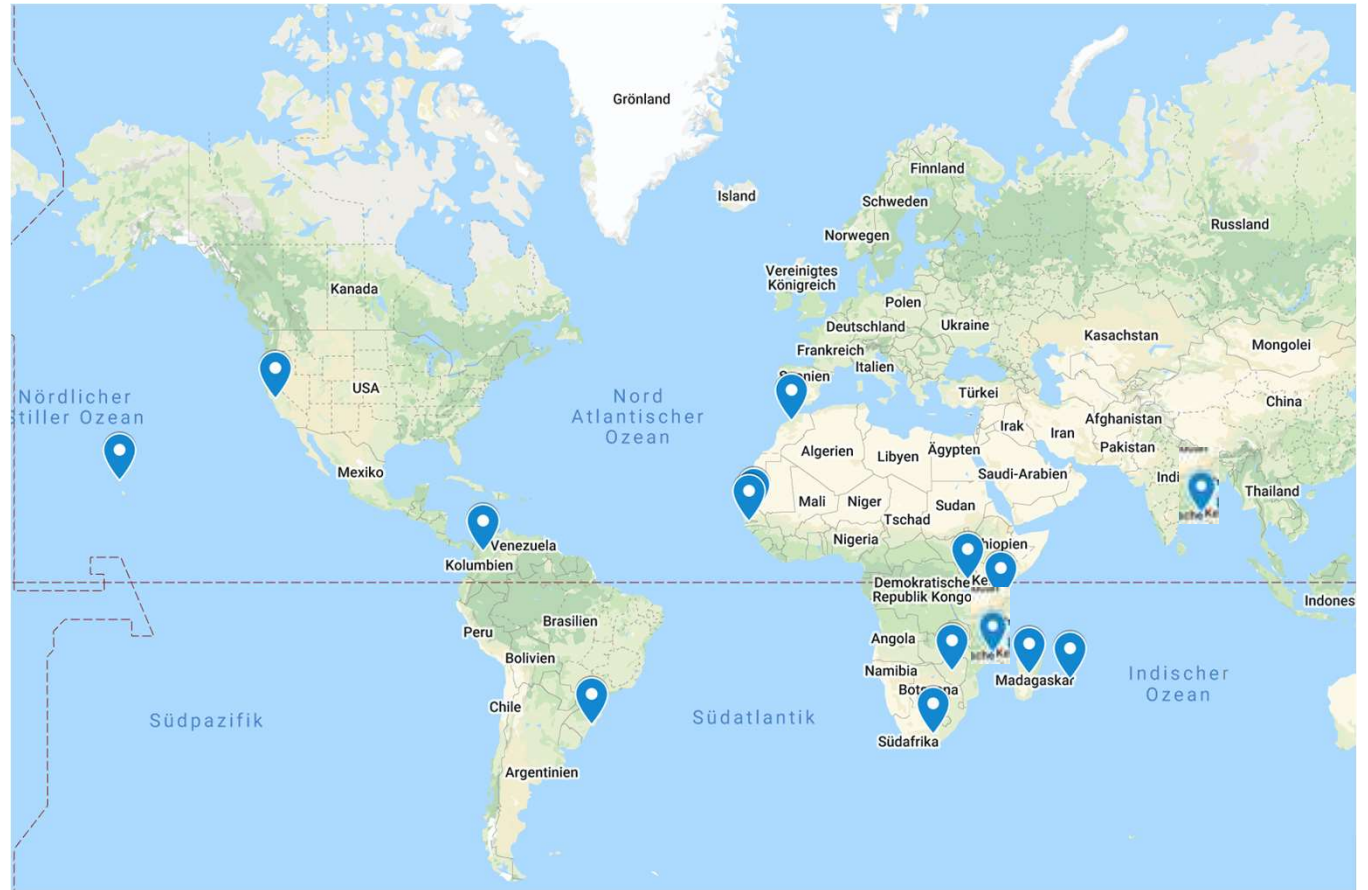 Grönland
Finnland
Island
Schweden
Russland
Norwegen
Vereinigtes
Königreich
Kanada
Polen
Deutschland
Ukraine
Kasachstan
Mongolei
Frankreich
Italien
USA
Türkei
China
Nördlicher
Stiller Ozean
Nord
Atlantischer
Ozean
Afghanistan
Irak
Iran
Pakistan
Algerien
Libyen
Ägypten
Saudi-Arabien
Mexiko
Indi
Thailand
Mali
Niger
Sudan
Tschad
Nigeria
thiopien
Venezuela
Kolumbien
Demokratische
Republik Kongo
Ke
Indones
Peru
Brasilien
Angola
Bolivien
Namibia
Madagaskar
Indischer
Ozean
Chile
Südpazifik
Südatlantik
Südafrika
Argentinien